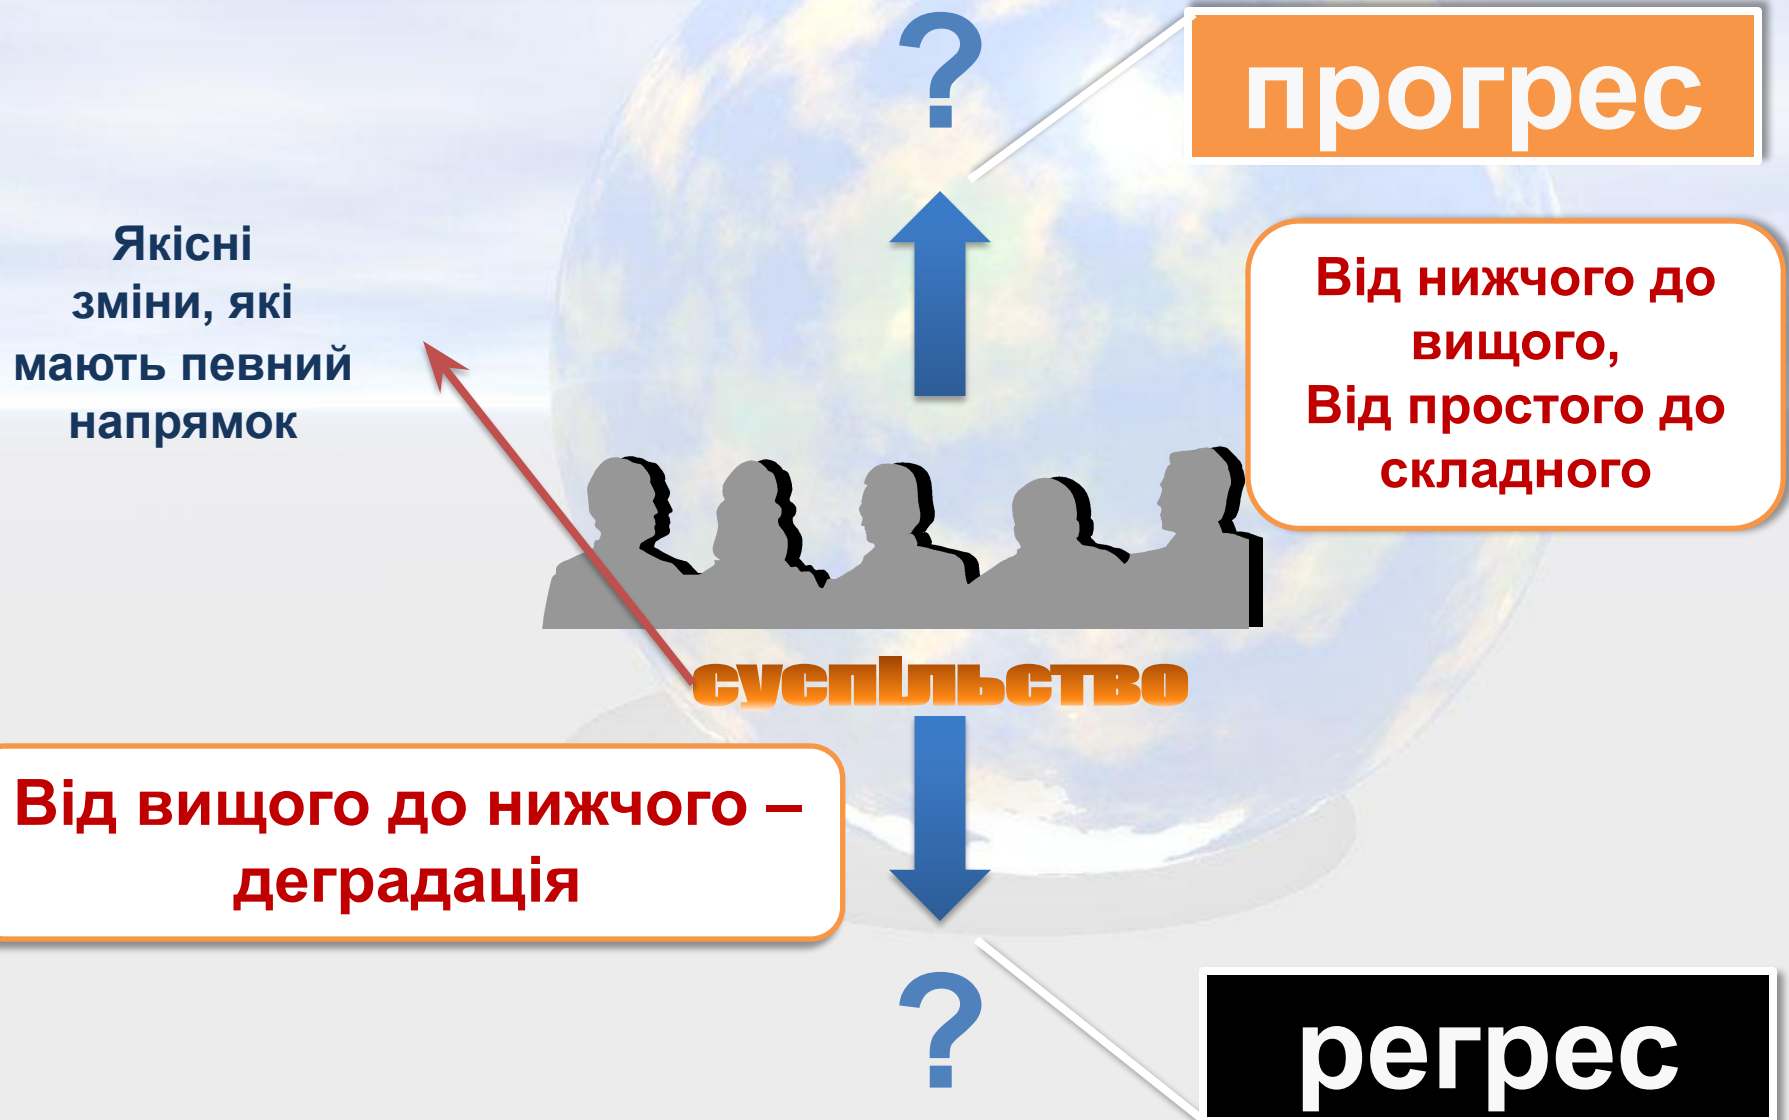 ?
прогрес
Якісні
зміни, які
мають певний
напрямок
Від нижчого до
вищого,
Від простого до
складного
суспільство
Від вищого до нижчого –
деградація
?
регрес